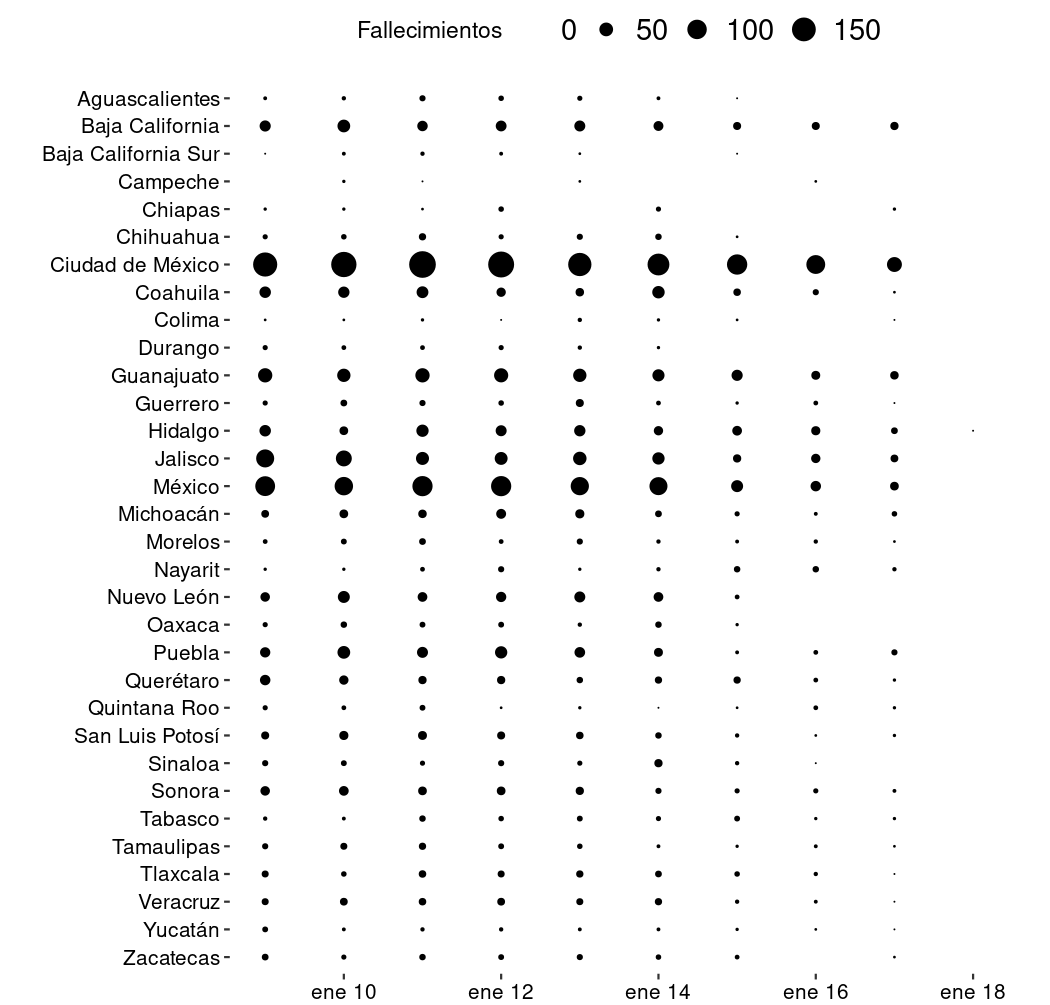 Fallecimientos 0 50 100 150
Aguascalientes
Baja California
Baja California Sur
Campeche
Chiapas
Chihuahua
Ciudad de México
Coahuila
Colima
Durango
Guanajuato
Guerrero
Hidalgo
Jalisco
México
Michoacán
Morelos
Nayarit
Nuevo León
Oaxaca
Puebla
Querétaro
Quintana Roo
San Luis Potosí
Sinaloa
Sonora
Tabasco
Tamaulipas
Tlaxcala
Veracruz
Yucatán
Zacatecas
ene 10 ene 12 ene 14 ene 16 ene 18